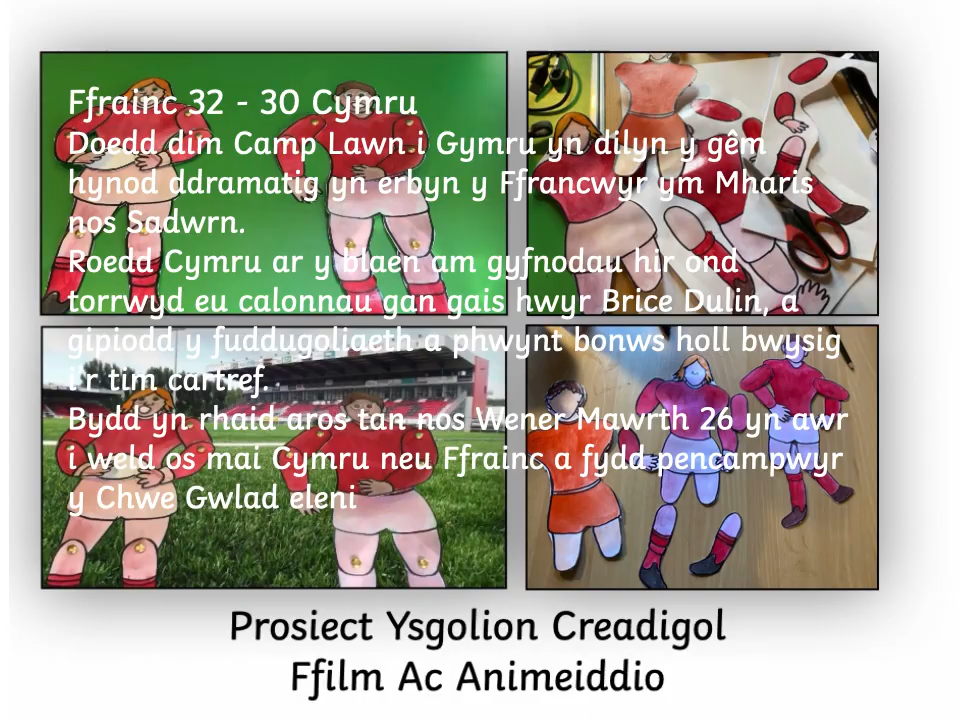 Ffrainc 32 - 30 Cymru
Doedd dim Camp Lawn i Gymru yn dilyn y gêm
hynod ddramatig yn erbyn y Ffrancwyr ym Mharis
nos Sadwrn.
Roedd Cymru ar y blaen am gyfnodau hir ond
torrwyd eu calonnau gan gais hwyr Brice Dulin, a
gipiodd y fuddugoliaeth a phwynt bonws holl bwysig
i'r tîm cartref.
Bydd yn rhaid aros tan nos Wener Mawrth 26 yn awr
i weld os mai Cymru neu Ffrainc a fydd pencampwyr
y Chwe Gwlad eleni
Prosiect Ysgolion Creadigol
Ffilm Ac Animeiddio